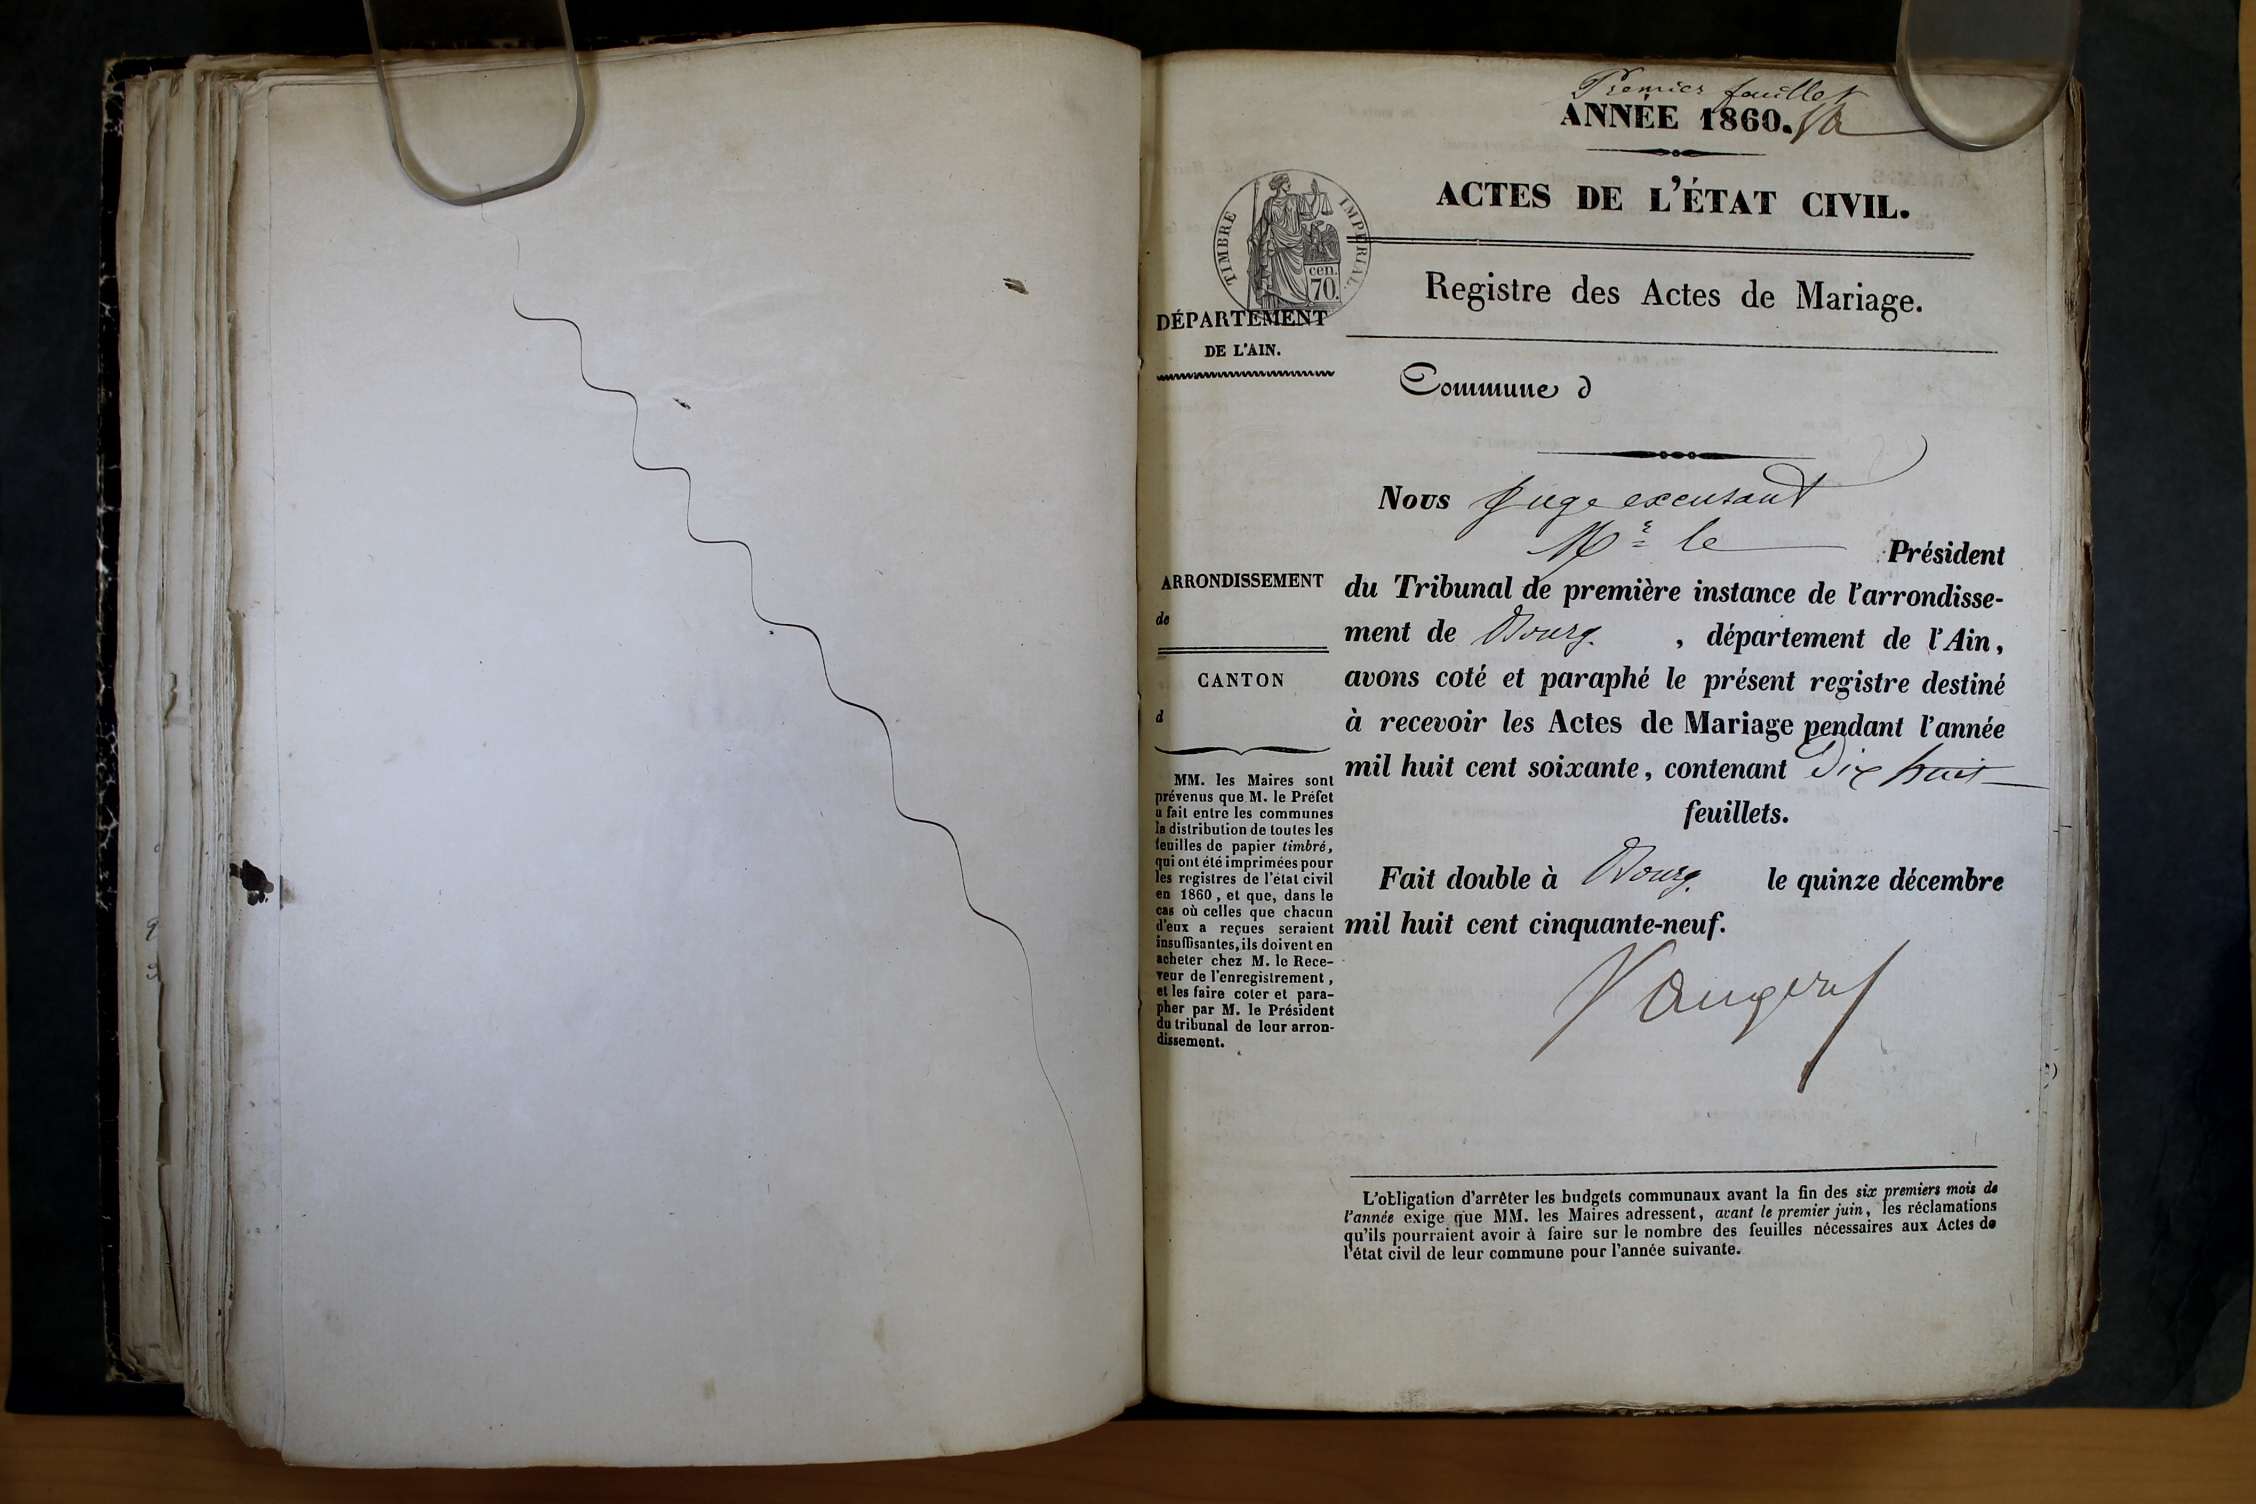 Premier feuillet
ANNÉE 1860.
ACTES DE L'ÉTAT CIVIL.
TIMBRE IMPÉRIAL.
cen.
70.
Registre des Actes de Mariage.
DÉPARTEMENT
DE L'AIN.
Commune d
Nous Juge excusant
Mr le Président
du Tribunal de première instance de l'arrondisse-
ment de Bourg. , département de l'Ain,
avons coté et paraphé le présent registre destiné
à recevoir les Actes de Mariage pendant l'année
mil huit cent soixante, contenant Dix huit
feuillets.
Fait double à Bourg. le quinze décembre
mil huit cent cinquante-neuf.
ARRONDISSEMENT
de
CANTON
d
MM. les Maires sont
prévenus que M. le Préfet
a fait entre les communes
la distribution de toutes les
feuilles de papier timbré,
qui ont été imprimées pour
les registres de l'état civil
en 1860, et que, dans le
cas où celles que chacun
d'eux a reçues seraient
insuffisantes, ils doivent en
acheter chez M. le Rece-
veur de l'enregistrement,
et les faire coter et para-
pher par M. le Président
du tribunal de leur arron-
dissement.
L'obligation d'arrêter les budgets communaux avant la fin des six premiers mois de
l'année exige que MM. les Maires adressent, avant le premier juin, les réclamations
qu'ils pourraient avoir à faire sur le nombre des feuilles nécessaires aux Actes de
l'état civil de leur commune pour l'année suivante.